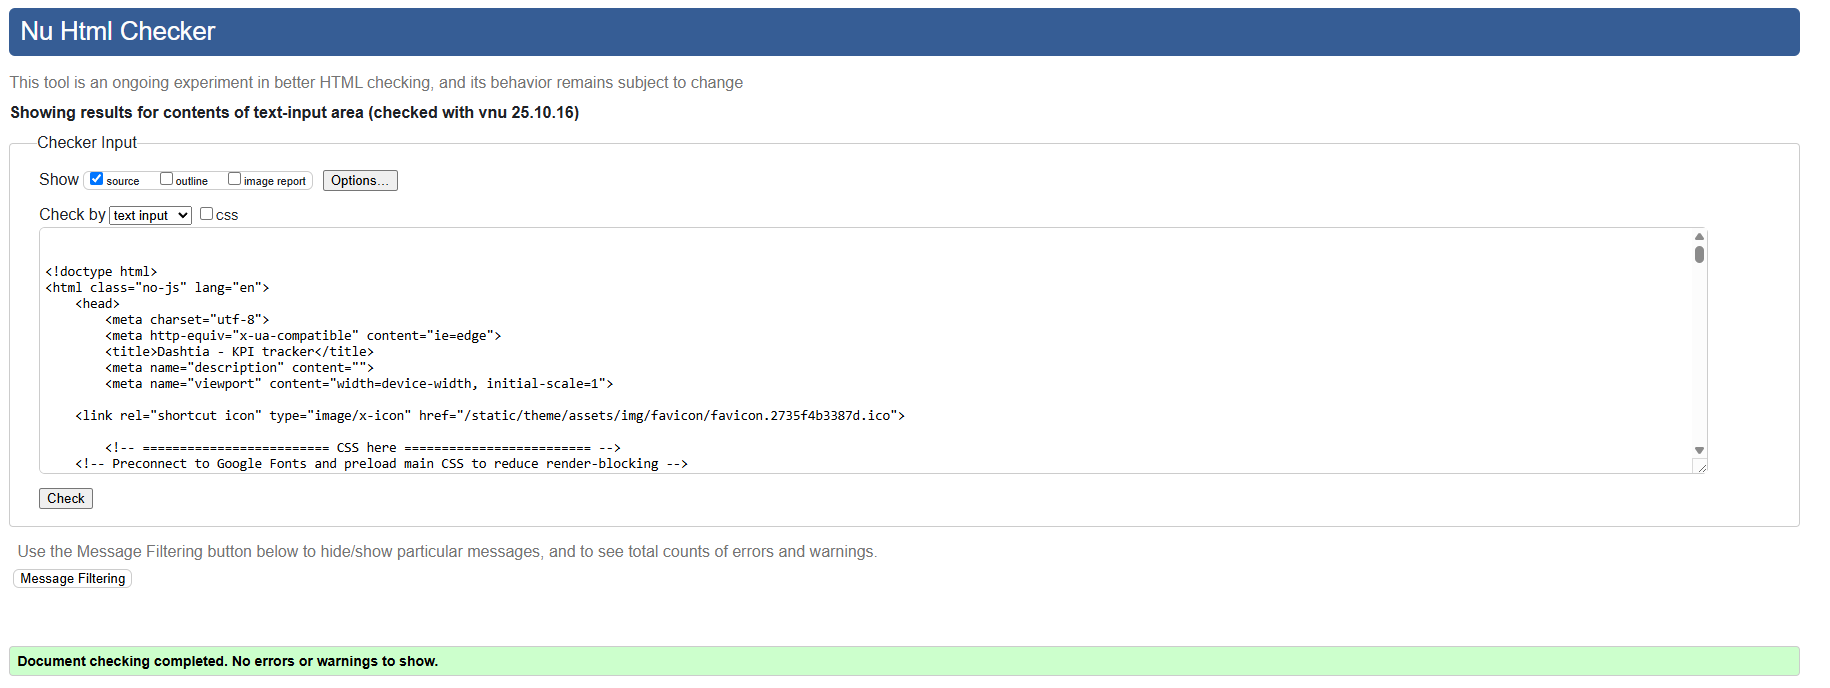 Nu Html Checker
This tool is an ongoing experiment in better HTML checking, and its behavior remains subject to change
Showing results for contents of text-input area (checked with vnu 25.10.16)
Checker Input
Show source outline image report Options...
Check by text input css
<!doctype html>
<html class="no-js" lang="en">
<head>
<meta charset="utf-8">
<meta http-equiv="x-ua-compatible" content="ie=edge">
<title>Dashtia - KPI tracker</title>
<meta name="description" content="">
<meta name="viewport" content="width=device-width, initial-scale=1">
<link rel="shortcut icon" type="image/x-icon" href="/static/theme/assets/img/favicon/favicon.2735f4b3387d.ico">
<!-- ========================= CSS here ========================= -->
<!-- Preconnect to Google Fonts and preload main CSS to reduce render-blocking -->
Check
Use the Message Filtering button below to hide/show particular messages, and to see total counts of errors and warnings.
Message Filtering
Document checking completed. No errors or warnings to show.